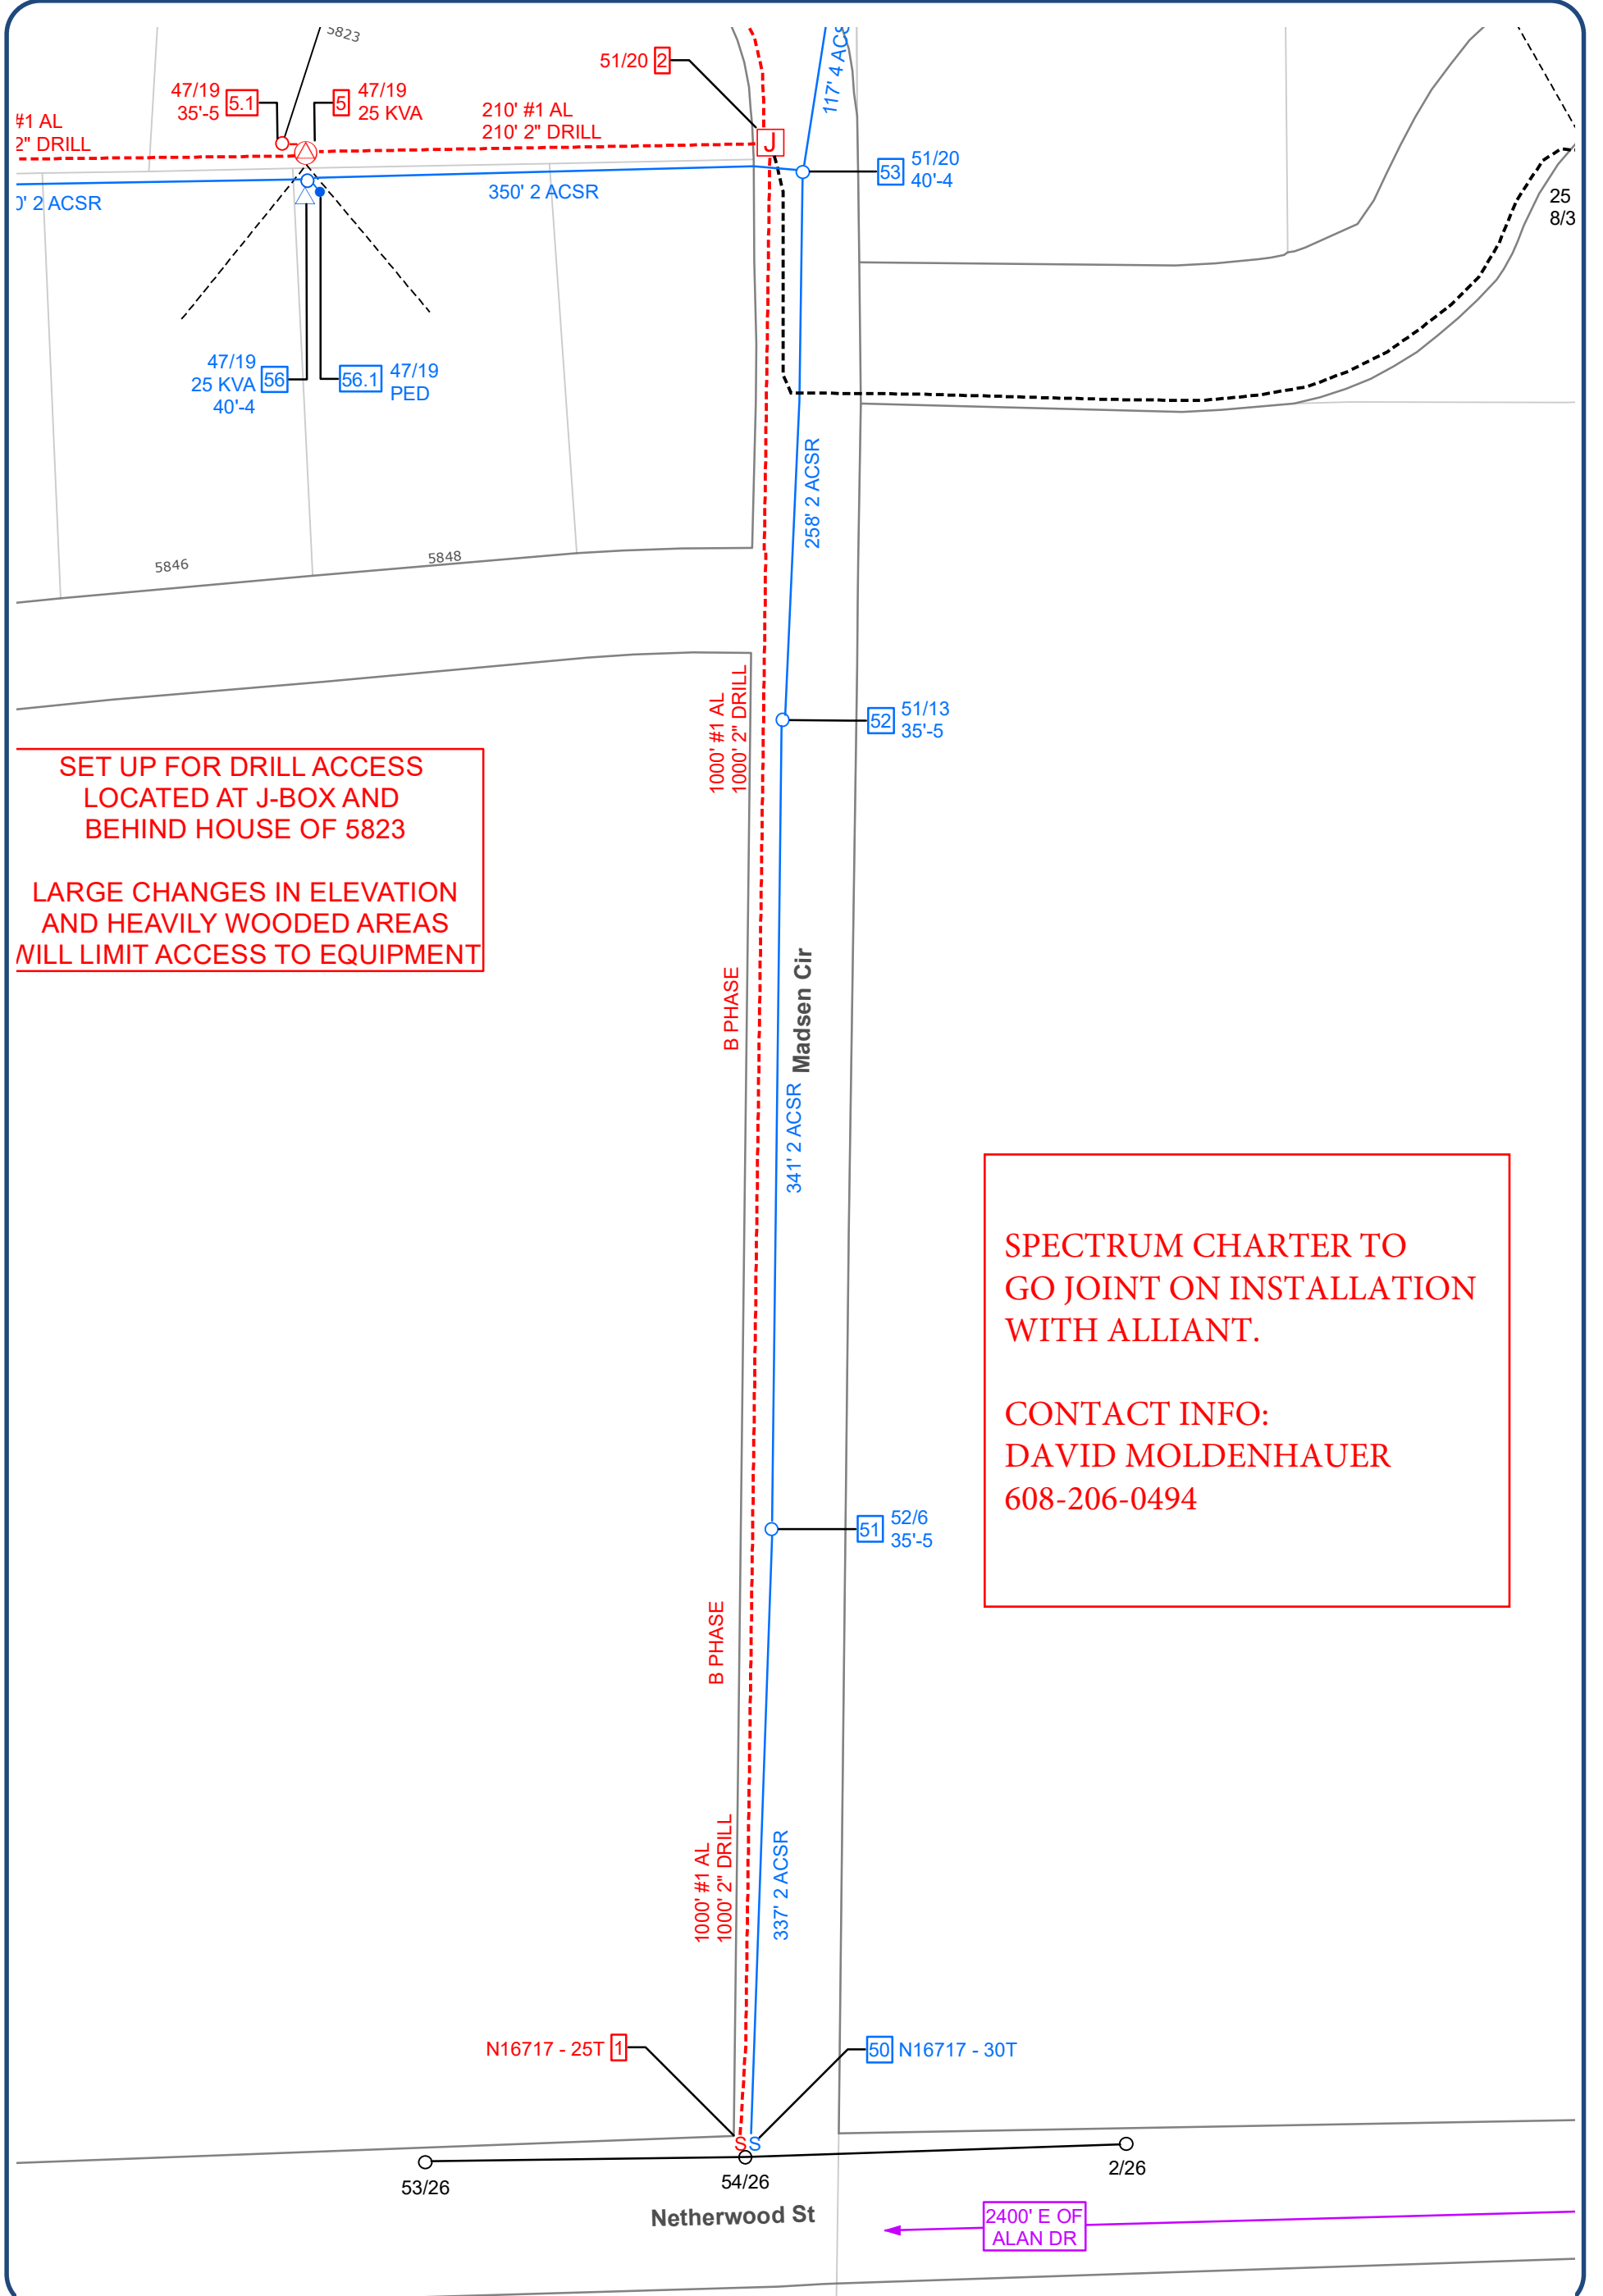 5823
51/20 2
117' 4 ACS
47/19
35'-5
5.1
5
47/19
25 KVA
210' #1 AL
210' 2" DRILL
#1 AL
2" DRILL
J
53
51/20
40'-4
0' 2 ACSR
350' 2 ACSR
25
8/3
47/19
25 KVA
40'-4
56
56.1
47/19
PED
258' 2 ACSR
5846
5848
1000' #1 AL
1000' 2" DRILL
52
51/13
35'-5
SET UP FOR DRILL ACCESS
LOCATED AT J-BOX AND
BEHIND HOUSE OF 5823
LARGE CHANGES IN ELEVATION
AND HEAVILY WOODED AREAS
WILL LIMIT ACCESS TO EQUIPMENT
B PHASE
Madsen Cir
341' 2 ACSR
SPECTRUM CHARTER TO
GO JOINT ON INSTALLATION
WITH ALLIANT.
CONTACT INFO:
DAVID MOLDENHAUER
608-206-0494
51
52/6
35'-5
B PHASE
1000' #1 AL
1000' 2" DRILL
337' 2 ACSR
N16717 - 25T 1
50 N16717 - 30T
S S
53/26
54/26
2/26
Netherwood St
2400' E OF
ALAN DR